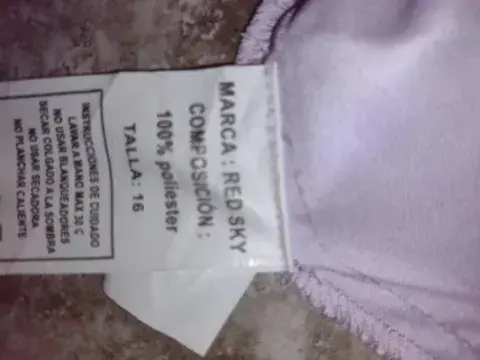 MARCA : RED SKY
COMPOSICIÓN :
100% poliester
TALLA: 16
INSTRUCCIONES DE CUIDADO
LAVAR A MANO MAX 30 C
NO USAR BLANQUEADORES
SECAR COLGADO A LA SOMBRA
NO USAR SECADORA
NO PLANCHAR CALIENTE